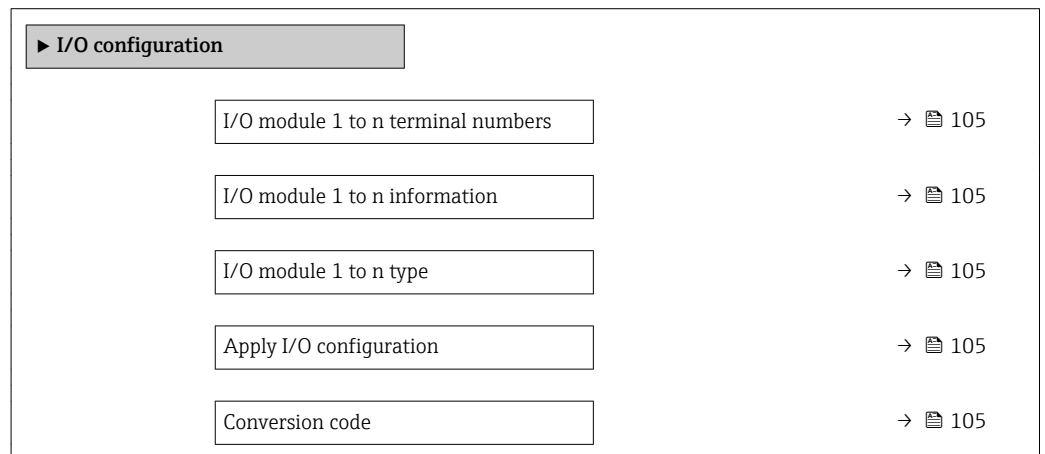 ▶ I/O configuration
I/O module 1 to n terminal numbers → 105
I/O module 1 to n information → 105
I/O module 1 to n type → 105
Apply I/O configuration → 105
Conversion code → 105